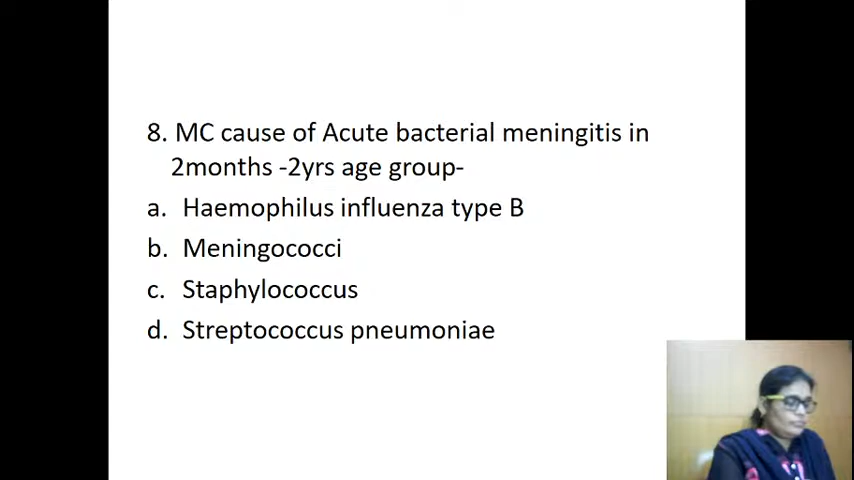 8. MC cause of Acute bacterial meningitis in
2months -2yrs age group-
a. Haemophilus influenza type B
b. Meningococci
c. Staphylococcus
d. Streptococcus pneumoniae